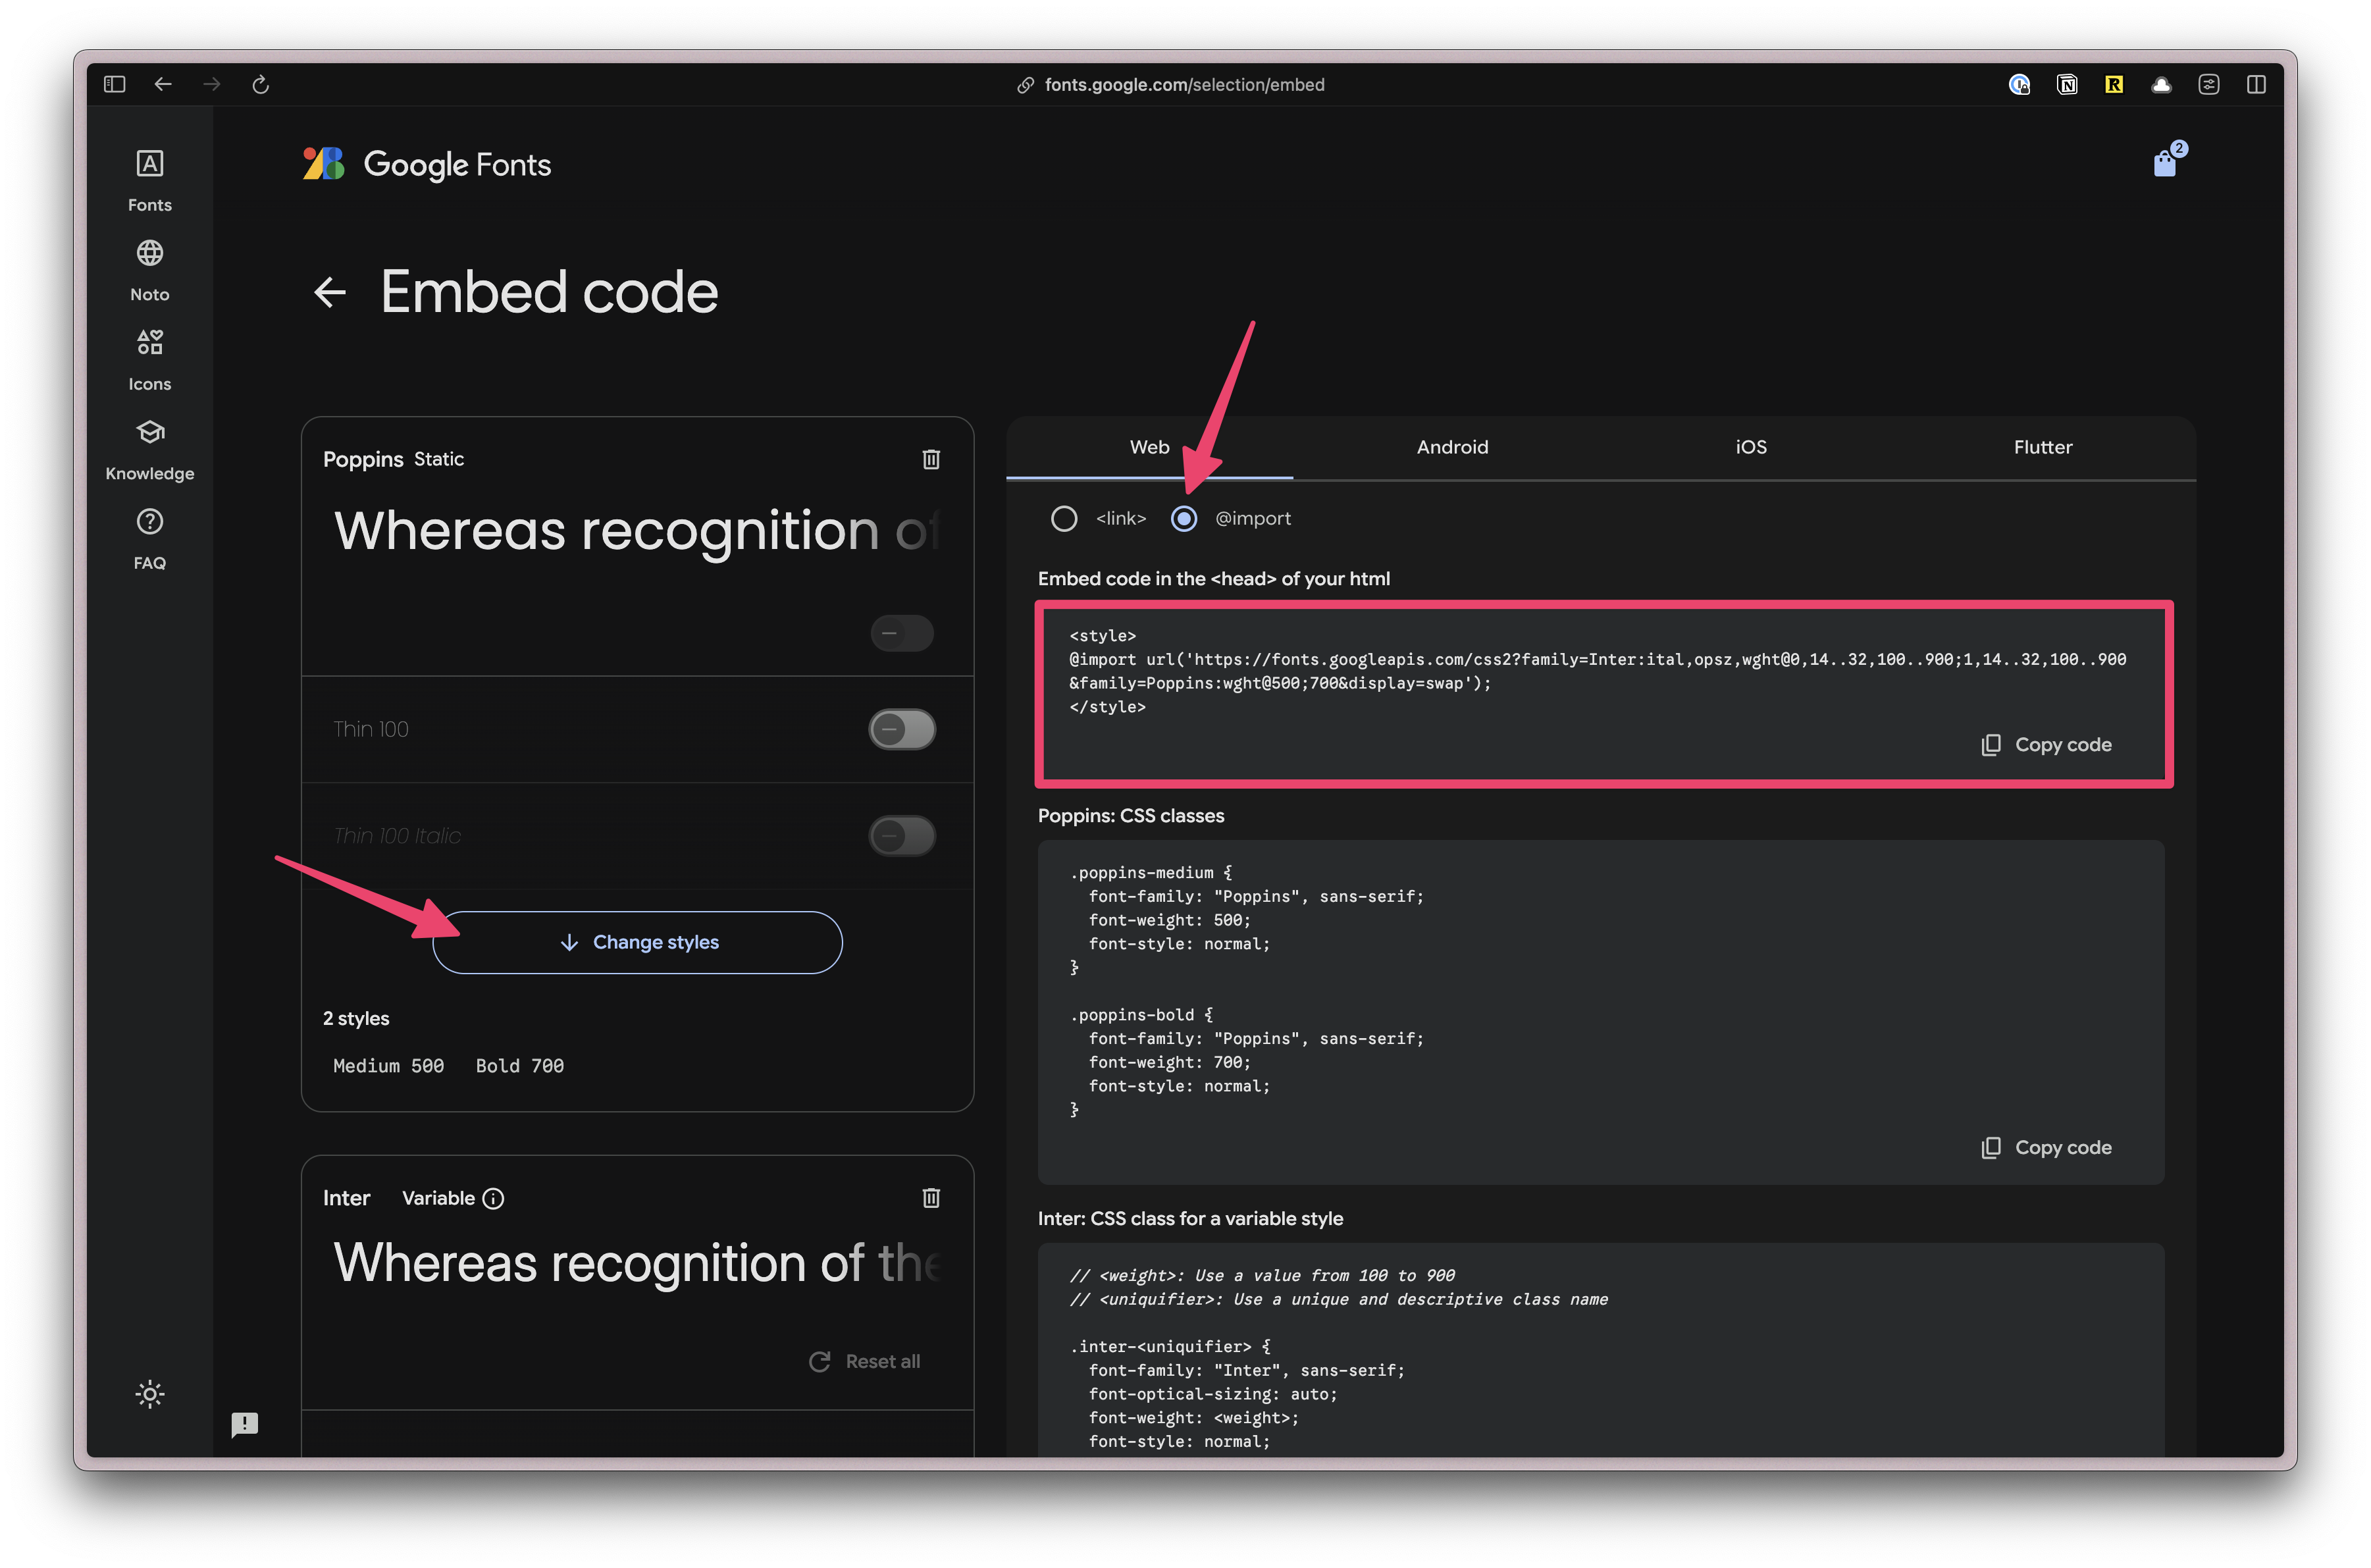 fonts.google.com/selection/embed
Fonts
Noto
Icons
Knowledge
FAQ
Google Fonts
2
Embed code
Poppins Static
Whereas recognition of
Thin 100
Thin 100 Italic
Change styles
2 styles
Medium 500 Bold 700
Inter Variable
Whereas recognition of the
Reset all
Web Android iOS Flutter
<link> @import
Embed code in the <head> of your html
<style>
@import url('https://fonts.googleapis.com/css2?family=Inter:ital,opsz,wght@0,14..32,100..900;1,14..32,100..900
&family=Poppins:wght@500;700&display=swap');
</style>
Copy code
Poppins: CSS classes
.poppins-medium {
font-family: "Poppins", sans-serif;
font-weight: 500;
font-style: normal;
}
.poppins-bold {
font-family: "Poppins", sans-serif;
font-weight: 700;
font-style: normal;
}
Copy code
Inter: CSS class for a variable style
// <weight>: Use a value from 100 to 900
// <uniquifier>: Use a unique and descriptive class name
.inter-<uniquifier> {
font-family: "Inter", sans-serif;
font-optical-sizing: auto;
font-weight: <weight>;
font-style: normal;